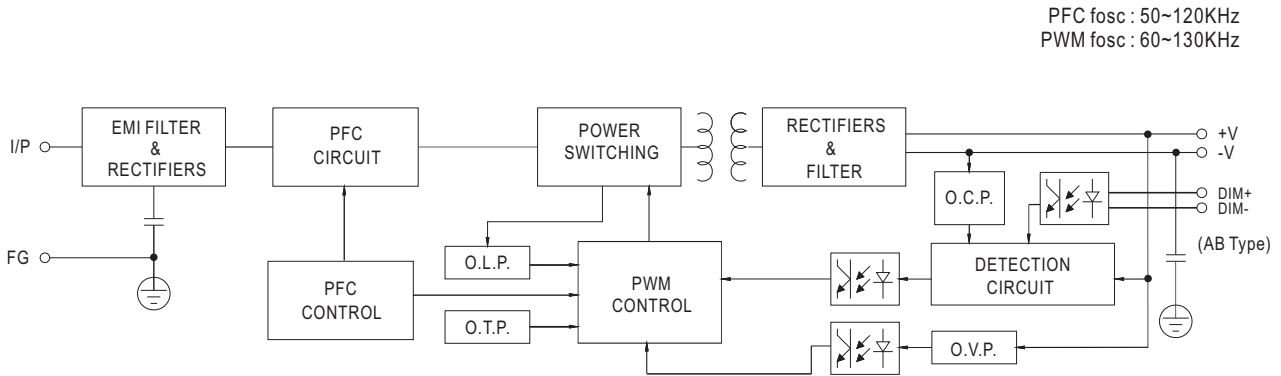 PFC fosc : 50~120KHz
PWM fosc : 60~130KHz
I/P
EMI FILTER
&
RECTIFIERS
PFC
CIRCUIT
POWER
SWITCHING
RECTIFIERS
&
FILTER
+V
-V
DIM+
DIM-
(AB Type)
O.C.P.
FG
O.L.P.
PFC
CONTROL
O.T.P.
PWM
CONTROL
DETECTION
CIRCUIT
O.V.P.